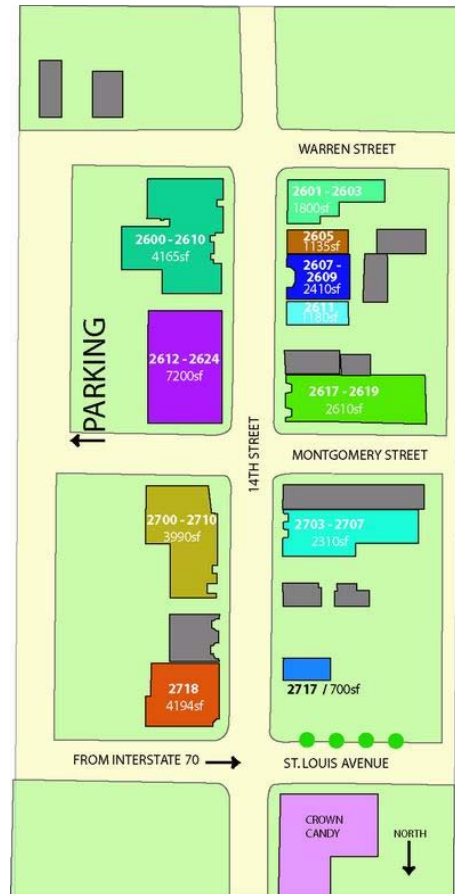 WARREN STREET
2601 - 2603
1800sf
2600 - 2610
4165sf
2605
1135sf
2607 -
2609
2410sf
2611
1180sf
PARKING
2612 - 2624
7200sf
2617 - 2619
2610sf
14TH STREET
MONTGOMERY STREET
2700 - 2710
3990sf
2703 - 2707
2310sf
2717 / 700sf
2718
4194sf
FROM INTERSTATE 70
ST. LOUIS AVENUE
CROWN
CANDY
NORTH